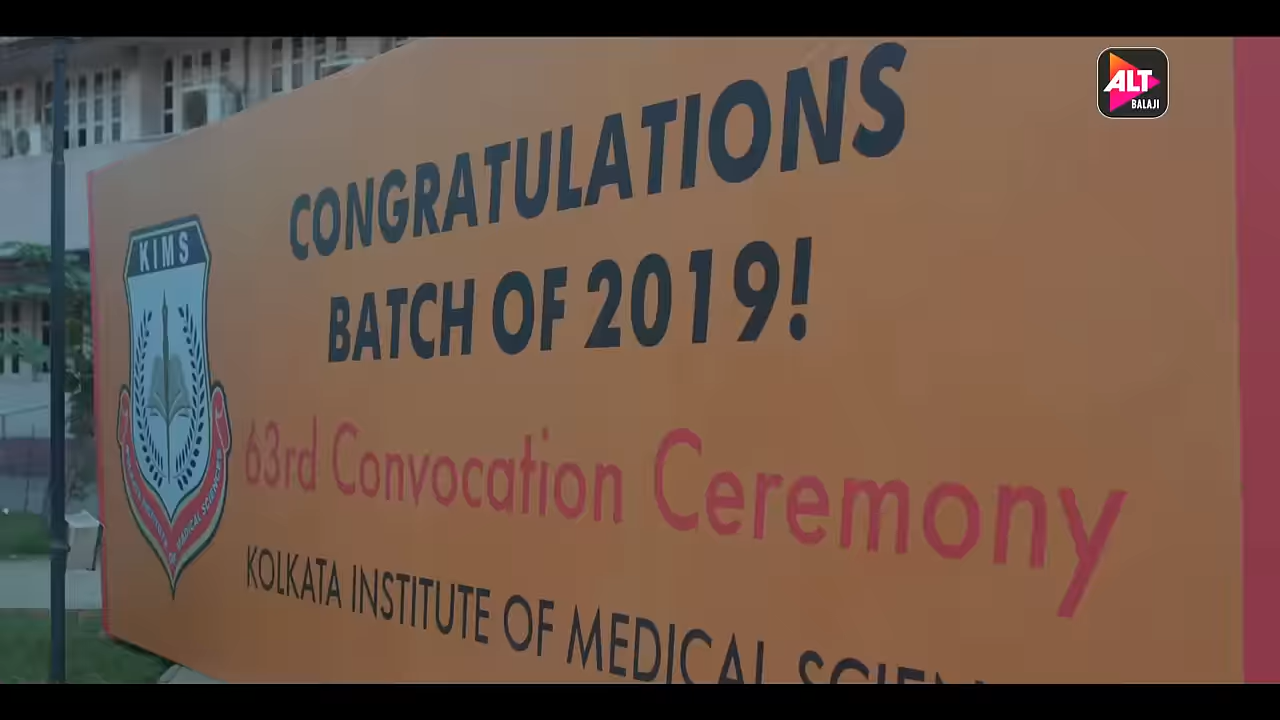 ALT
BALAJI
CONGRATULATIONS
BATCH OF 2019!
KIMS
63rd Convocation Ceremony
KOLKATA INSTITUTE OF MEDICAL